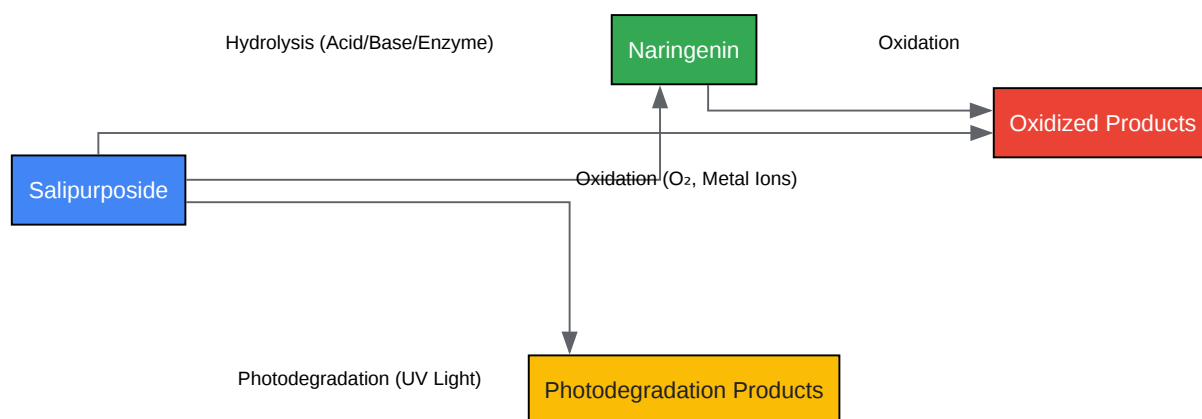 Hydrolysis (Acid/Base/Enzyme)
Naringenin
Oxidation
Oxidized Products
Salipurposide
Oxidation (O₂, Metal Ions)
Photodegradation (UV Light)
Photodegradation Products